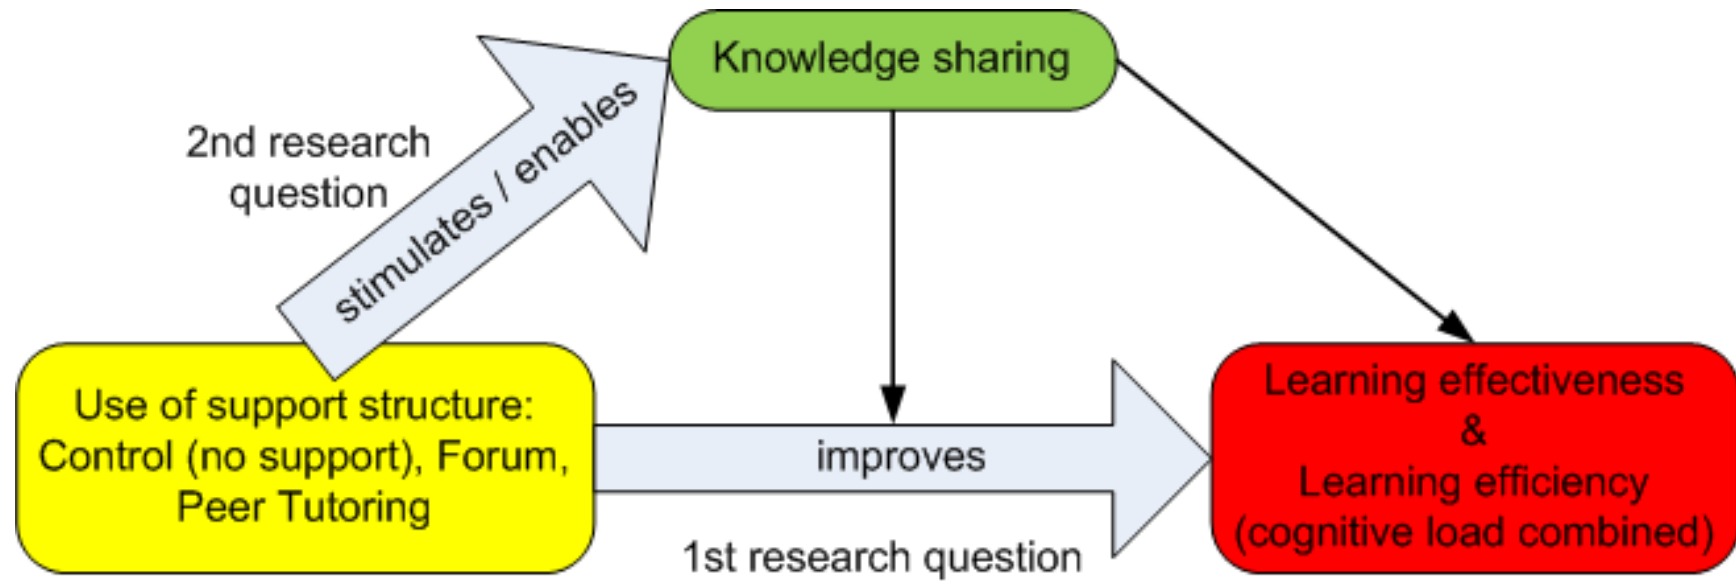 Knowledge sharing
2nd research
question
stimulates / enables
Use of support structure:
Control (no support), Forum,
Peer Tutoring
improves
1st research question
Learning effectiveness
&
Learning efficiency
(cognitive load combined)